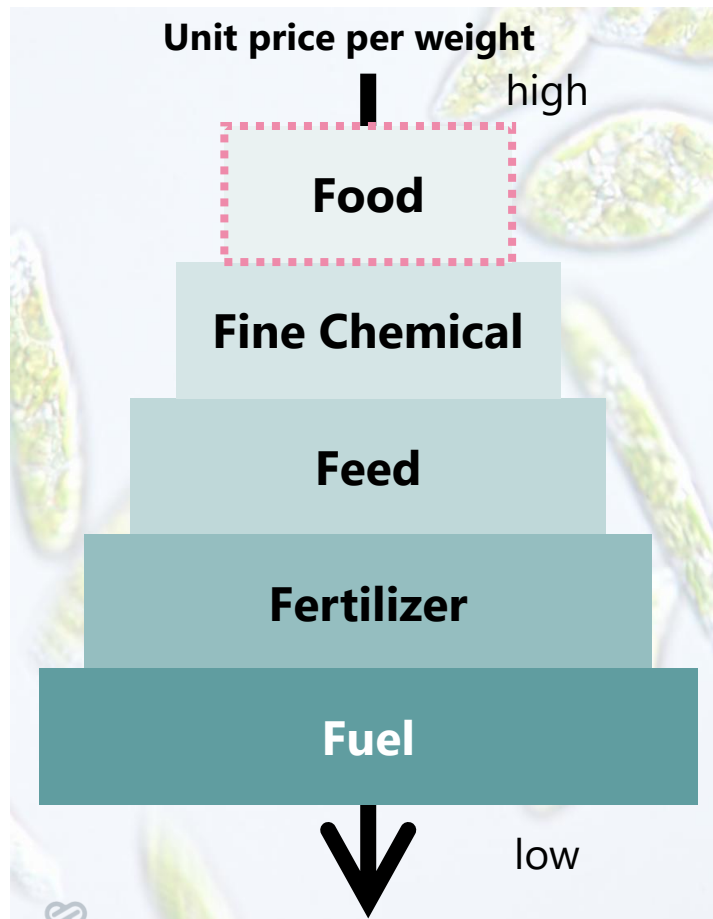 Unit price per weight
high
Food
Fine Chemical
Feed
Fertilizer
Fuel
low